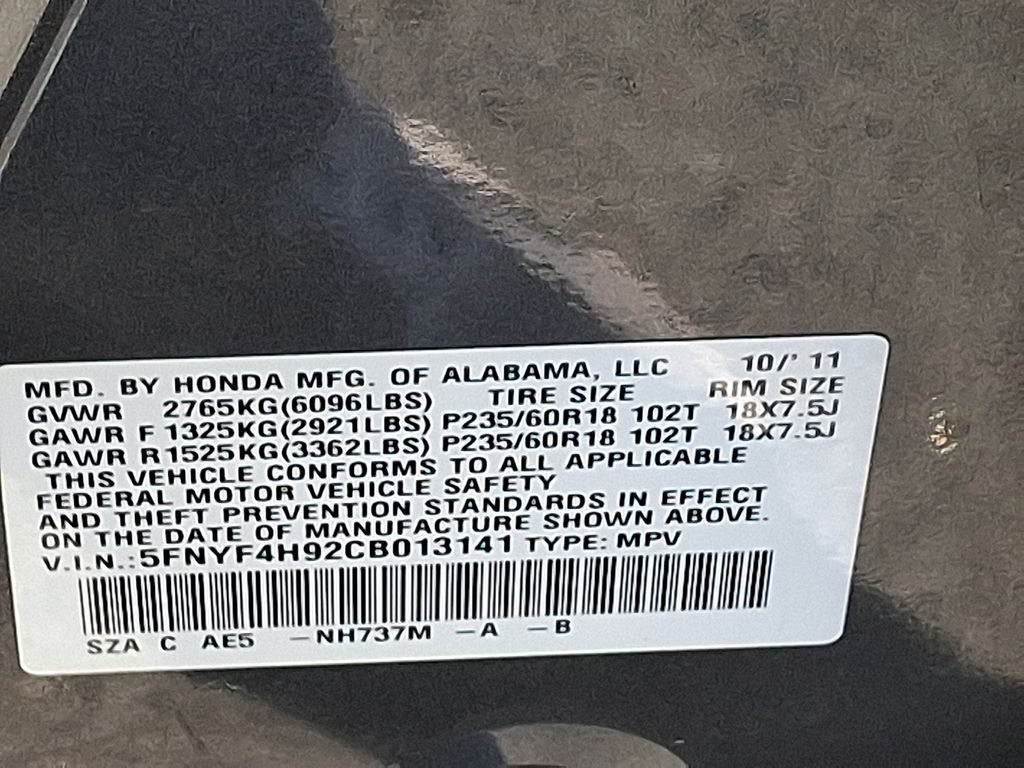 MFD. BY HONDA MFG. OF ALABAMA, LLC 10/' 11
GVWR 2765KG(6096LBS) TIRE SIZE RIM SIZE
GAWR F 1325KG(2921LBS) P235/60R18 102T 18X7.5J
GAWR R 1525KG(3362LBS) P235/60R18 102T 18X7.5J
THIS VEHICLE CONFORMS TO ALL APPLICABLE
FEDERAL MOTOR VEHICLE SAFETY
AND THEFT PREVENTION STANDARDS IN EFFECT
ON THE DATE OF MANUFACTURE SHOWN ABOVE.
V.I.N.:5FNYF4H92CB013141 TYPE: MPV
SZA C AE5 -NH737M -A -B